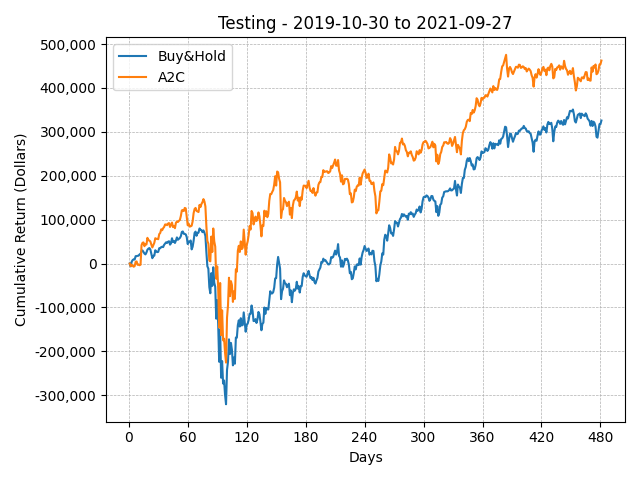 Testing - 2019-10-30 to 2021-09-27
Buy&Hold
A2C
Cumulative Return (Dollars)
500,000
400,000
300,000
200,000
100,000
0
-100,000
-200,000
-300,000
0 60 120 180 240 300 360 420 480
Days